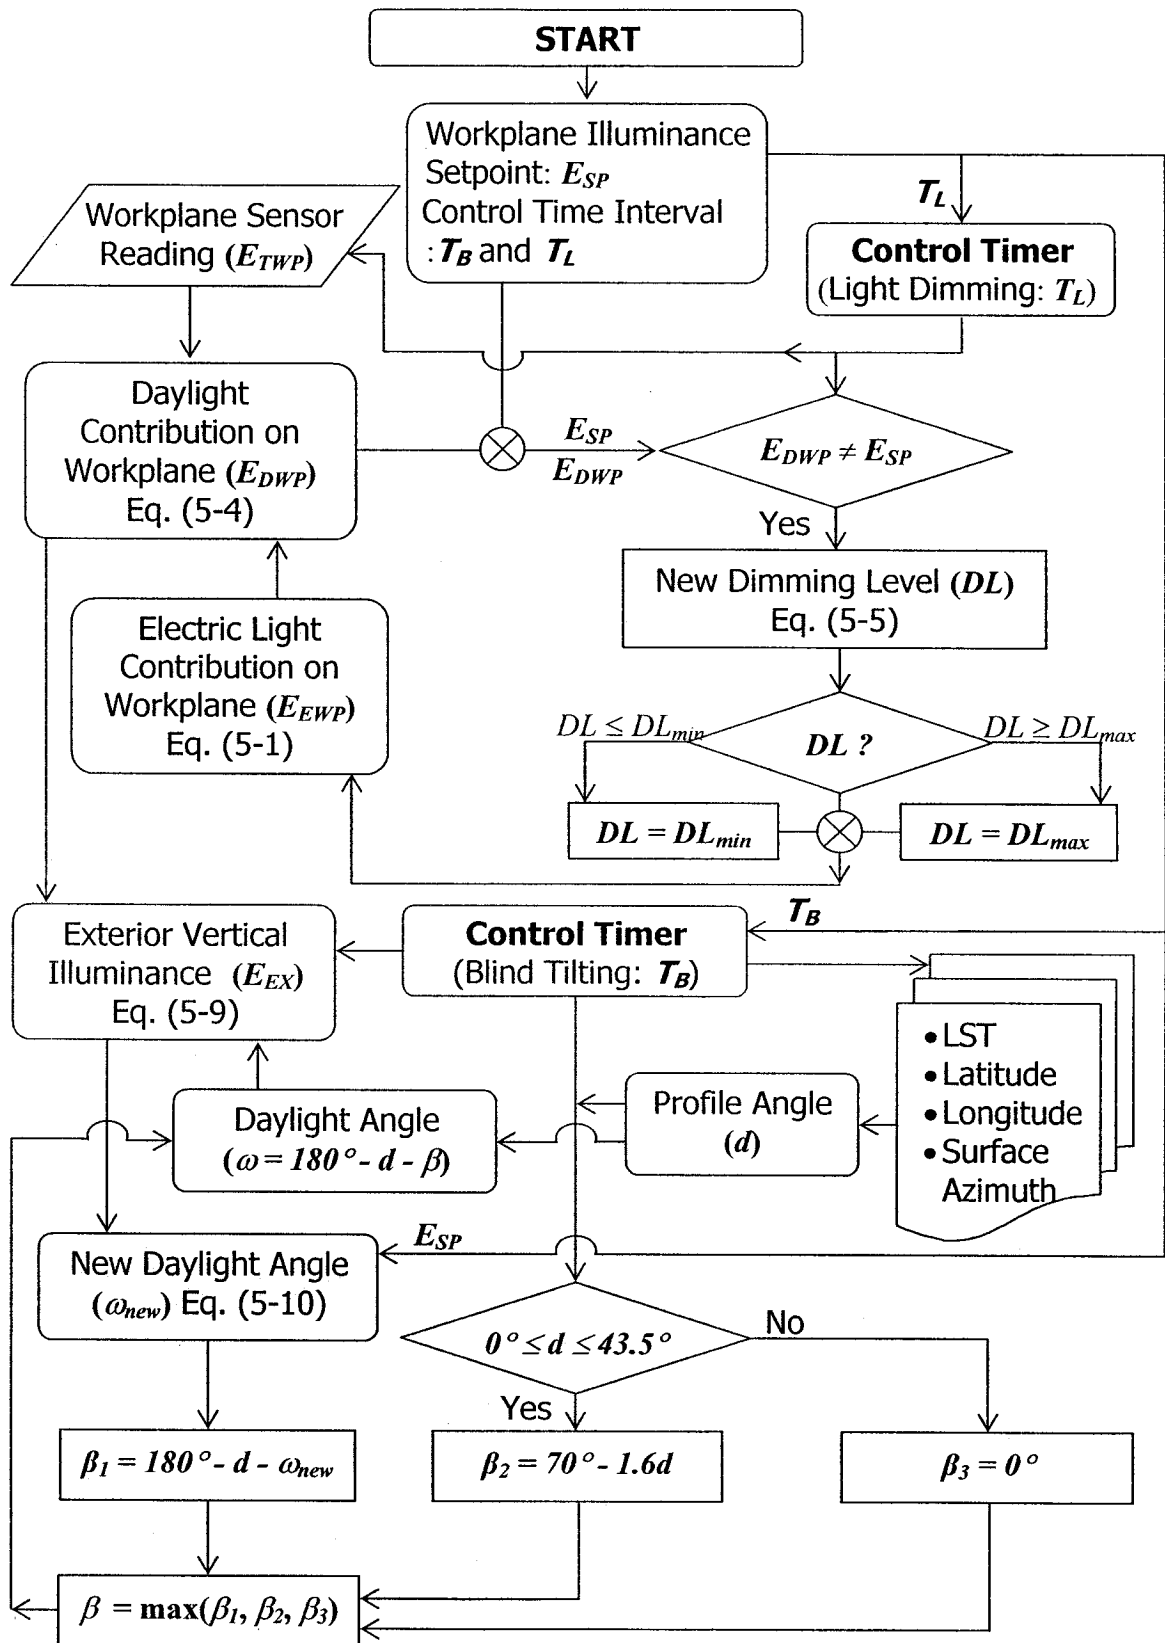 START
Workplane Illuminance
Setpoint: E_SP
Control Time Interval
: T_B and T_L
Workplane Sensor
Reading (E_TWP)
T_L
Control Timer
(Light Dimming: T_L)
Daylight
Contribution on
Workplane (E_DWP)
Eq. (5-4)
E_SP
E_DWP
E_DWP ≠ E_SP
Yes
New Dimming Level (DL)
Eq. (5-5)
Electric Light
Contribution on
Workplane (E_EWP)
Eq. (5-1)
DL ≤ DL_min
DL ?
DL ≥ DL_max
DL = DL_min
DL = DL_max
T_B
Exterior Vertical
Illuminance (E_EX)
Eq. (5-9)
Control Timer
(Blind Tilting: T_B)
• LST
• Latitude
• Longitude
• Surface
Azimuth
Profile Angle
(d)
Daylight Angle
(ω = 180° - d - β)
E_SP
New Daylight Angle
(ω_new) Eq. (5-10)
0° ≤ d ≤ 43.5°
No
Yes
β_1 = 180° - d - ω_new
β_2 = 70° - 1.6d
β_3 = 0°
β = max(β_1, β_2, β_3)